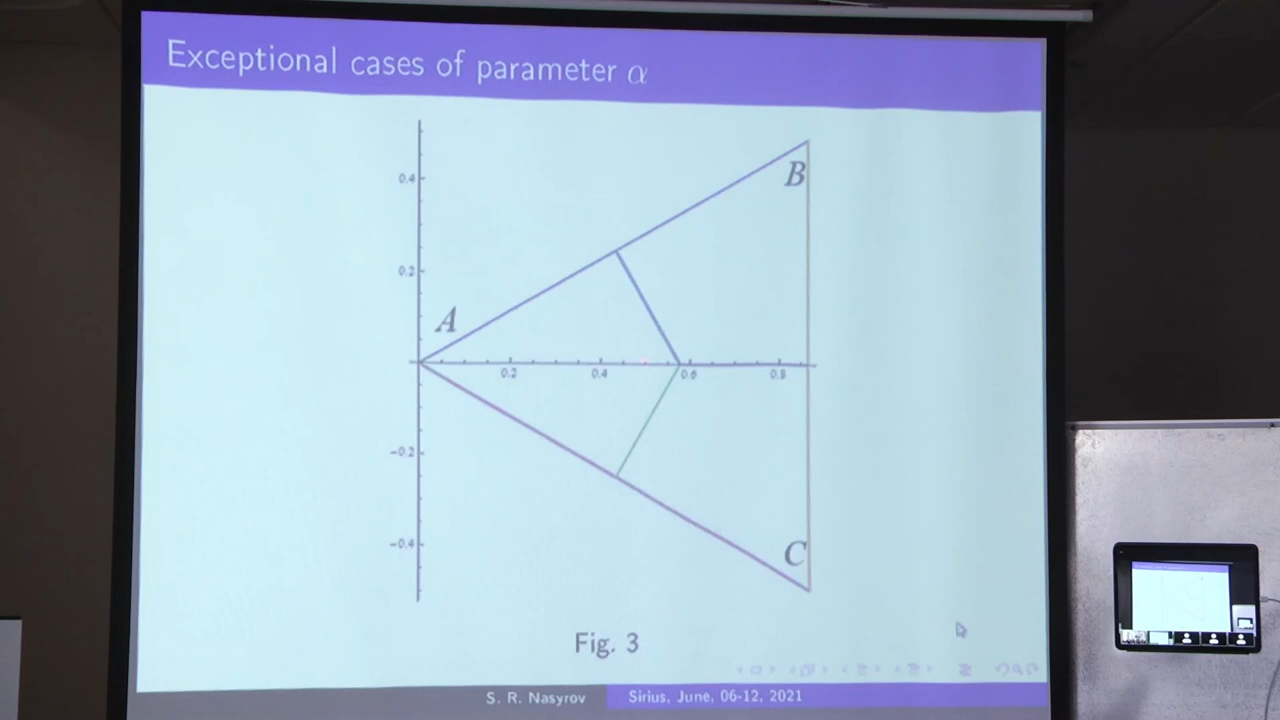 Exceptional cases of parameter α
0.4
B
0.2
A
0.2 0.4 0.6 0.8
-0.2
-0.4
C
Fig. 3
S. R. Nasyrov Sirius, June, 06-12, 2021